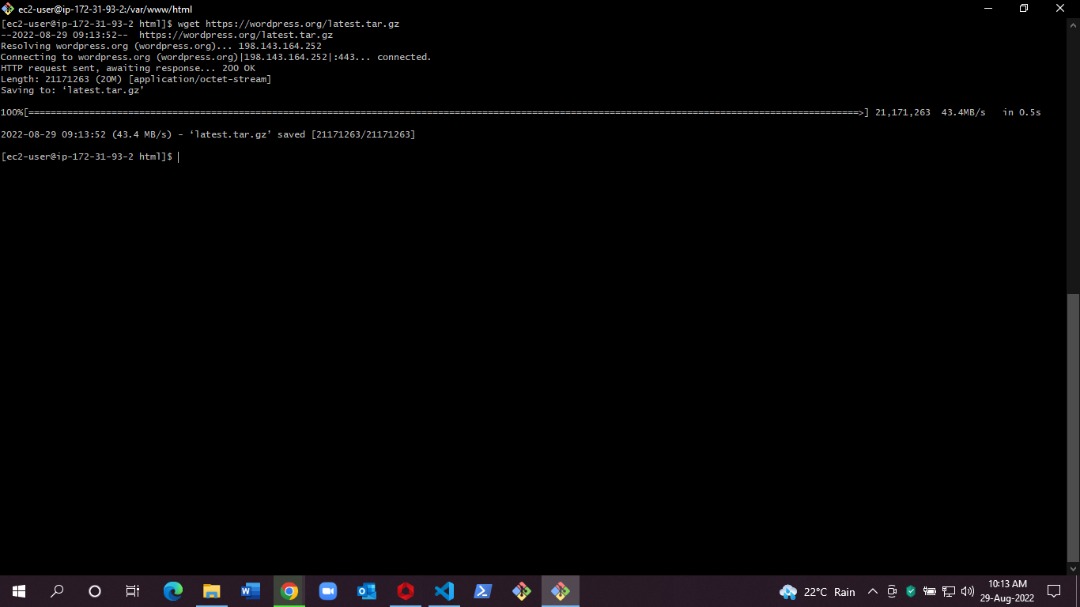 ec2-user@ip-172-31-93-2:/var/www/html
[ec2-user@ip-172-31-93-2 html]$ wget https://wordpress.org/latest.tar.gz
--2022-08-29 09:13:52--  https://wordpress.org/latest.tar.gz
Resolving wordpress.org (wordpress.org)... 198.143.164.252
Connecting to wordpress.org (wordpress.org)|198.143.164.252|:443... connected.
HTTP request sent, awaiting response... 200 OK
Length: 21171263 (20M) [application/octet-stream]
Saving to: ‘latest.tar.gz’
100%[===========================================================================================================================================>] 21,171,263  43.4MB/s   in 0.5s
2022-08-29 09:13:52 (43.4 MB/s) - ‘latest.tar.gz’ saved [21171263/21171263]
[ec2-user@ip-172-31-93-2 html]$
22°C Rain
10:13 AM
29-Aug-2022